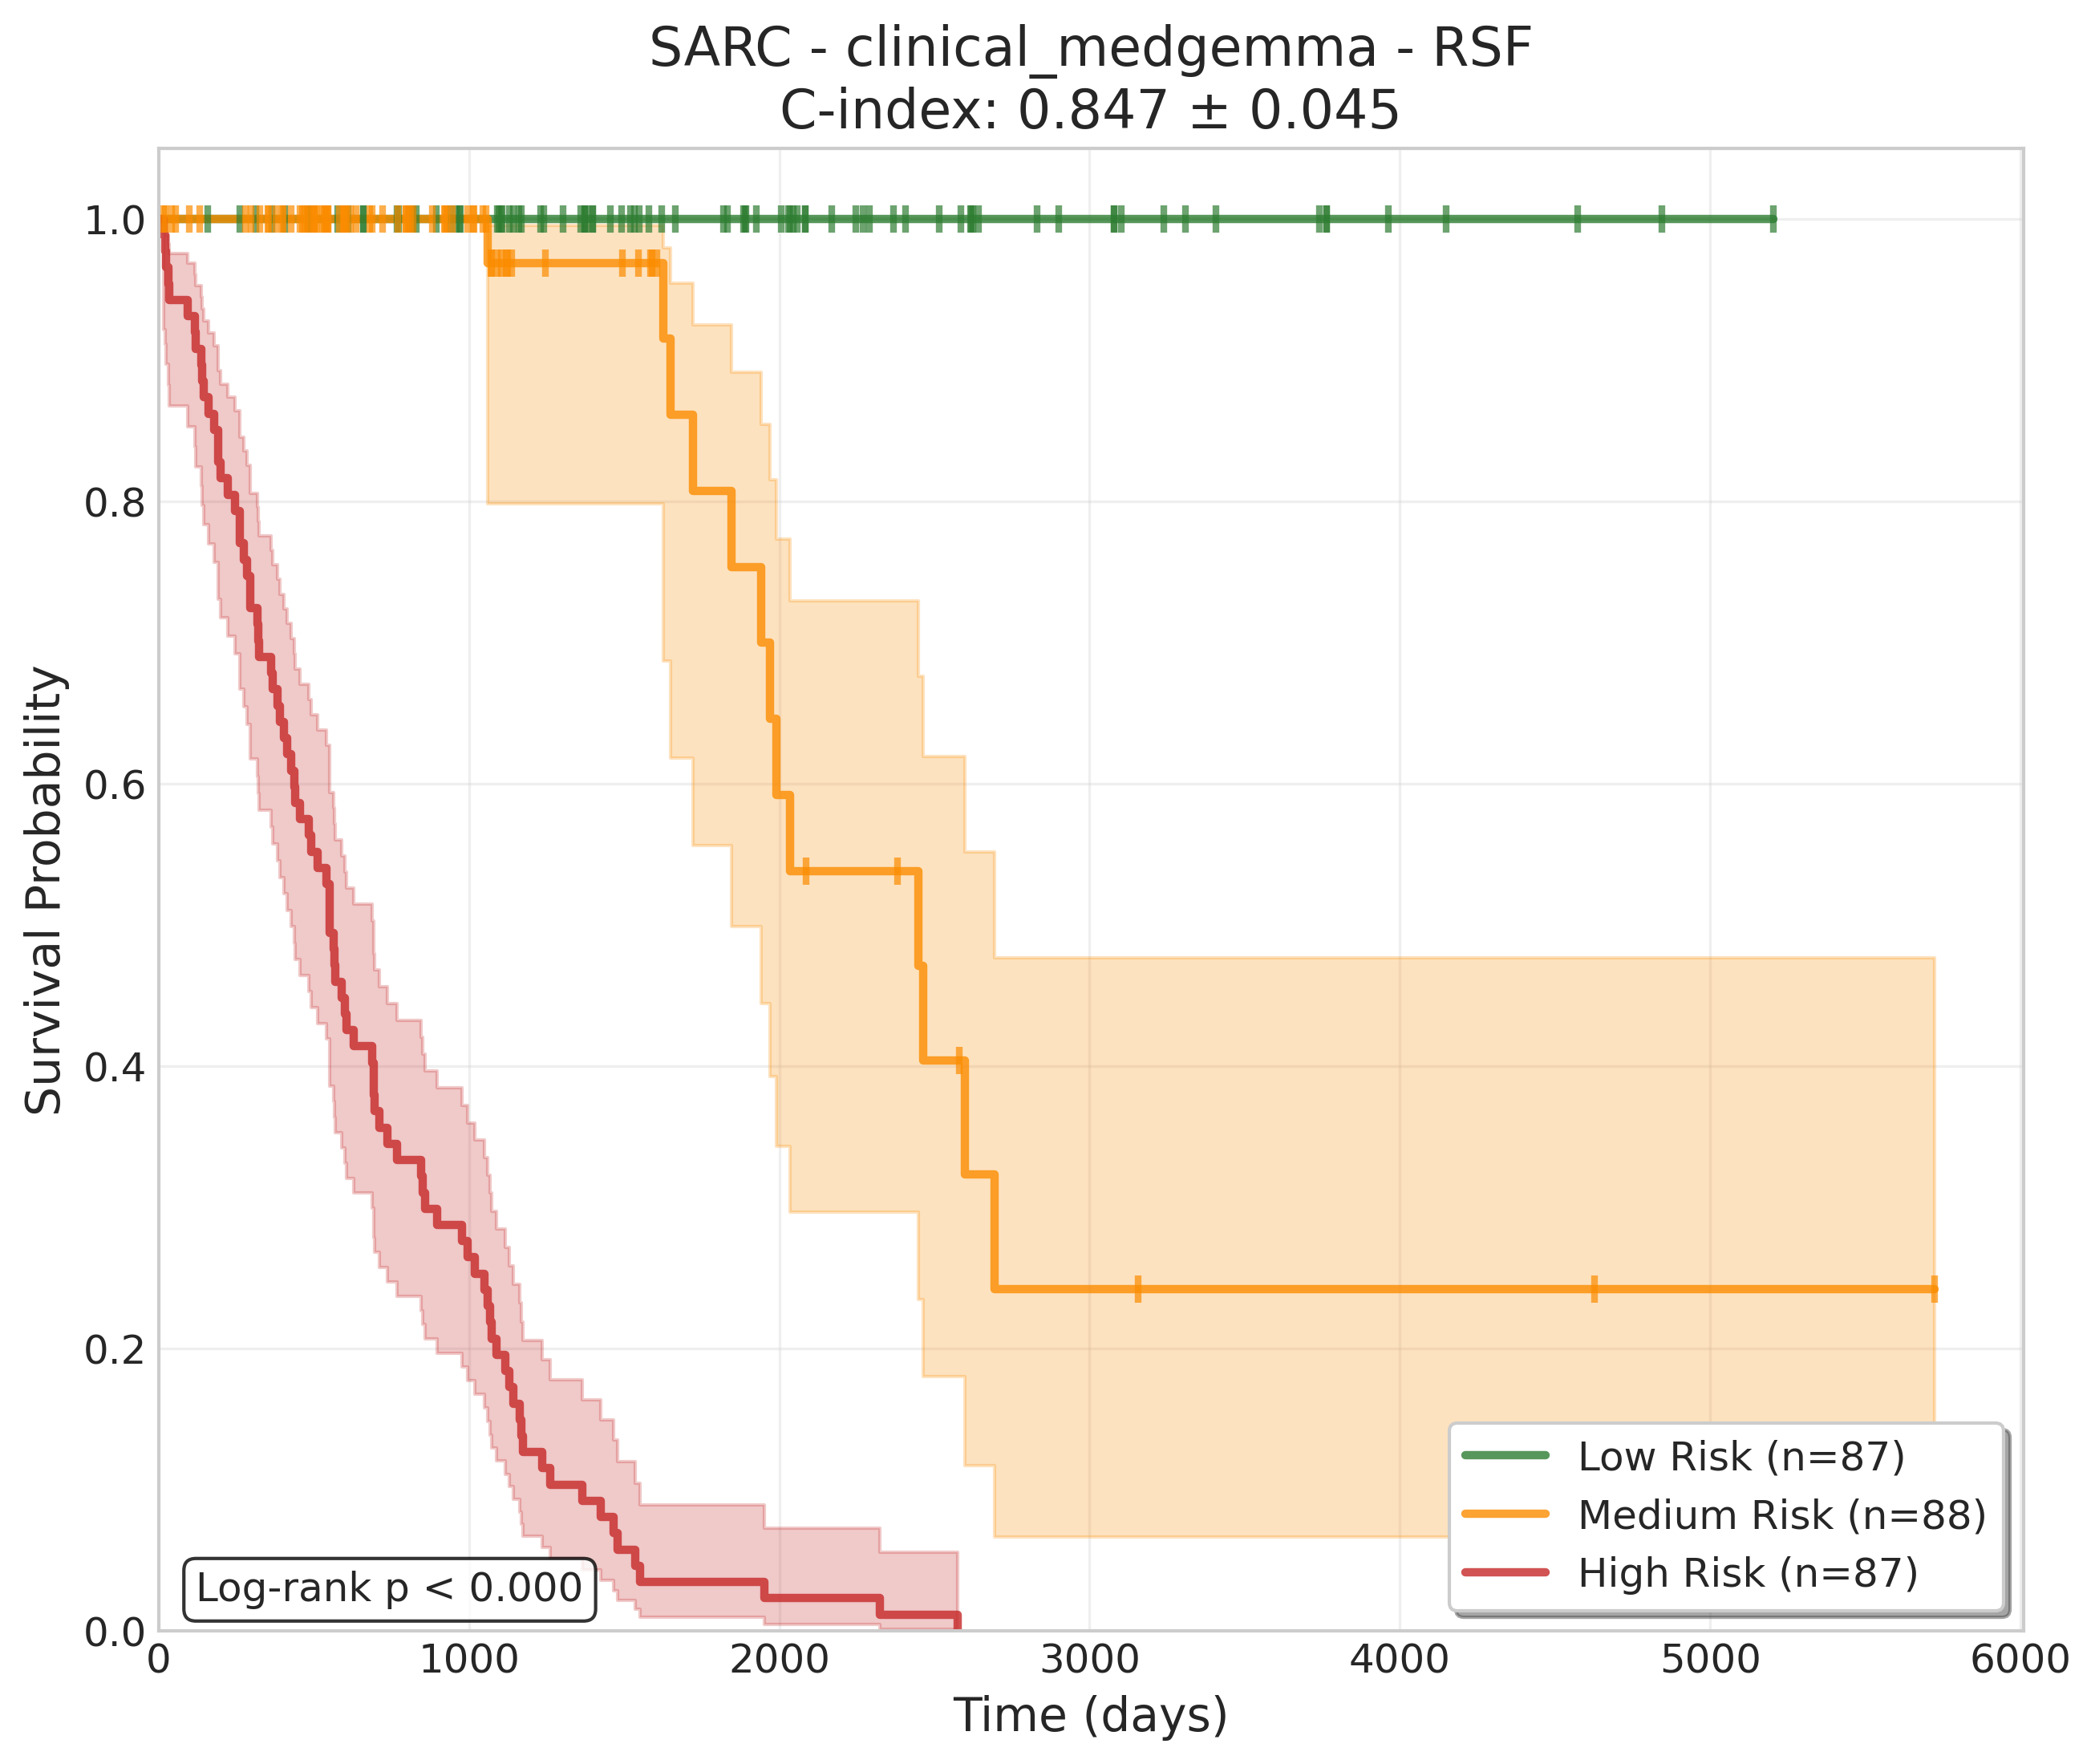 SARC - clinical_medgemma - RSF
C-index: 0.847 ± 0.045
Survival Probability
1.0
0.8
0.6
0.4
0.2
0.0
Log-rank p < 0.000
Low Risk (n=87)
Medium Risk (n=88)
High Risk (n=87)
0 1000 2000 3000 4000 5000 6000
Time (days)